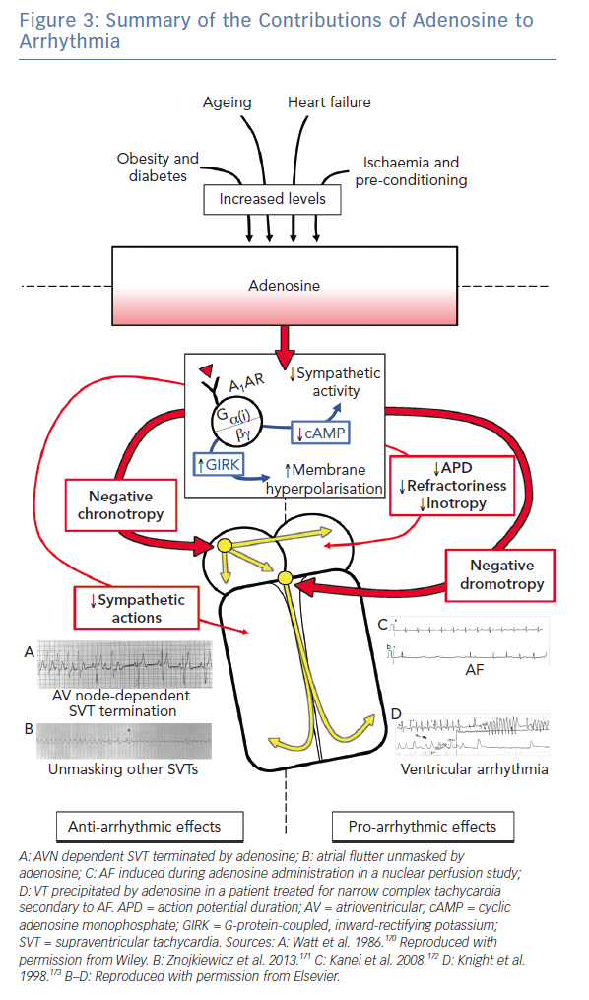 Figure 3: Summary of the Contributions of Adenosine to
Arrhythmia
Ageing
Heart failure
Obesity and
diabetes
Ischaemia and
pre-conditioning
Increased levels
Adenosine
A₁AR
↓Sympathetic
activity
G α(i)
βγ
↓cAMP
↑GIRK
↑Membrane
hyperpolarisation
Negative
chronotropy
↓APD
↓Refractoriness
↓Inotropy
Negative
dromotropy
↓Sympathetic
actions
A
AV node-dependent
SVT termination
B
Unmasking other SVTs
C
AF
D
Ventricular arrhythmia
Anti-arrhythmic effects
Pro-arrhythmic effects
A: AVN dependent SVT terminated by adenosine; B: atrial flutter unmasked by
adenosine; C: AF induced during adenosine administration in a nuclear perfusion study;
D: VT precipitated by adenosine in a patient treated for narrow complex tachycardia
secondary to AF. APD = action potential duration; AV = atrioventricular; cAMP = cyclic
adenosine monophosphate; GIRK = G-protein-coupled, inward-rectifying potassium;
SVT = supraventricular tachycardia. Sources: A: Watt et al. 1986.¹⁷⁰ Reproduced with
permission from Wiley. B: Znojkiewicz et al. 2013.¹⁷¹ C: Kanei et al. 2008.¹⁷² D: Knight et al.
1998.¹⁷³ B–D: Reproduced with permission from Elsevier.